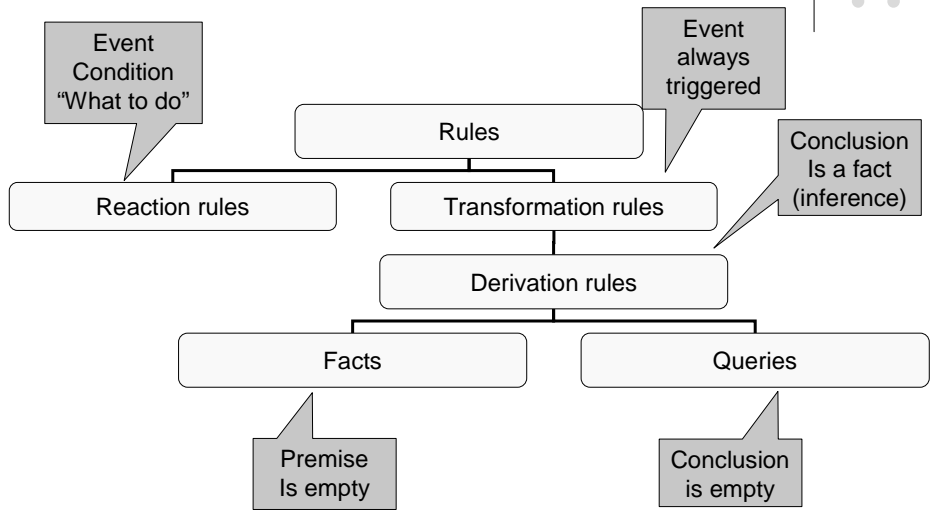 Event
Condition
“What to do”
Event
always
triggered
Rules
Conclusion
Is a fact
(inference)
Reaction rules
Transformation rules
Derivation rules
Facts
Queries
Premise
Is empty
Conclusion
is empty